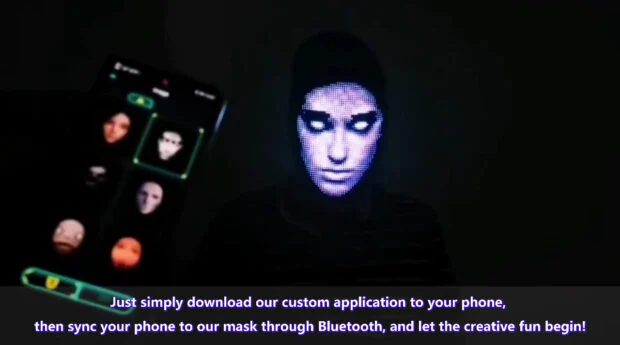 Just simply download our custom application to your phone,
then sync your phone to our mask through Bluetooth, and let the creative fun begin!